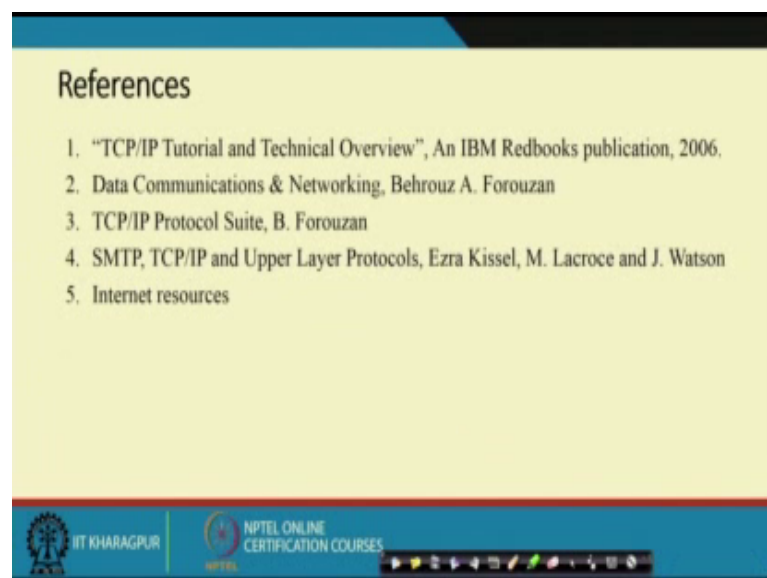 References
1. “TCP/IP Tutorial and Technical Overview”, An IBM Redbooks publication, 2006.
2. Data Communications & Networking, Behrouz A. Forouzan
3. TCP/IP Protocol Suite, B. Forouzan
4. SMTP, TCP/IP and Upper Layer Protocols, Ezra Kissel, M. Lacroce and J. Watson
5. Internet resources
IIT KHARAGPUR
NPTEL
NPTEL ONLINE
CERTIFICATION COURSES